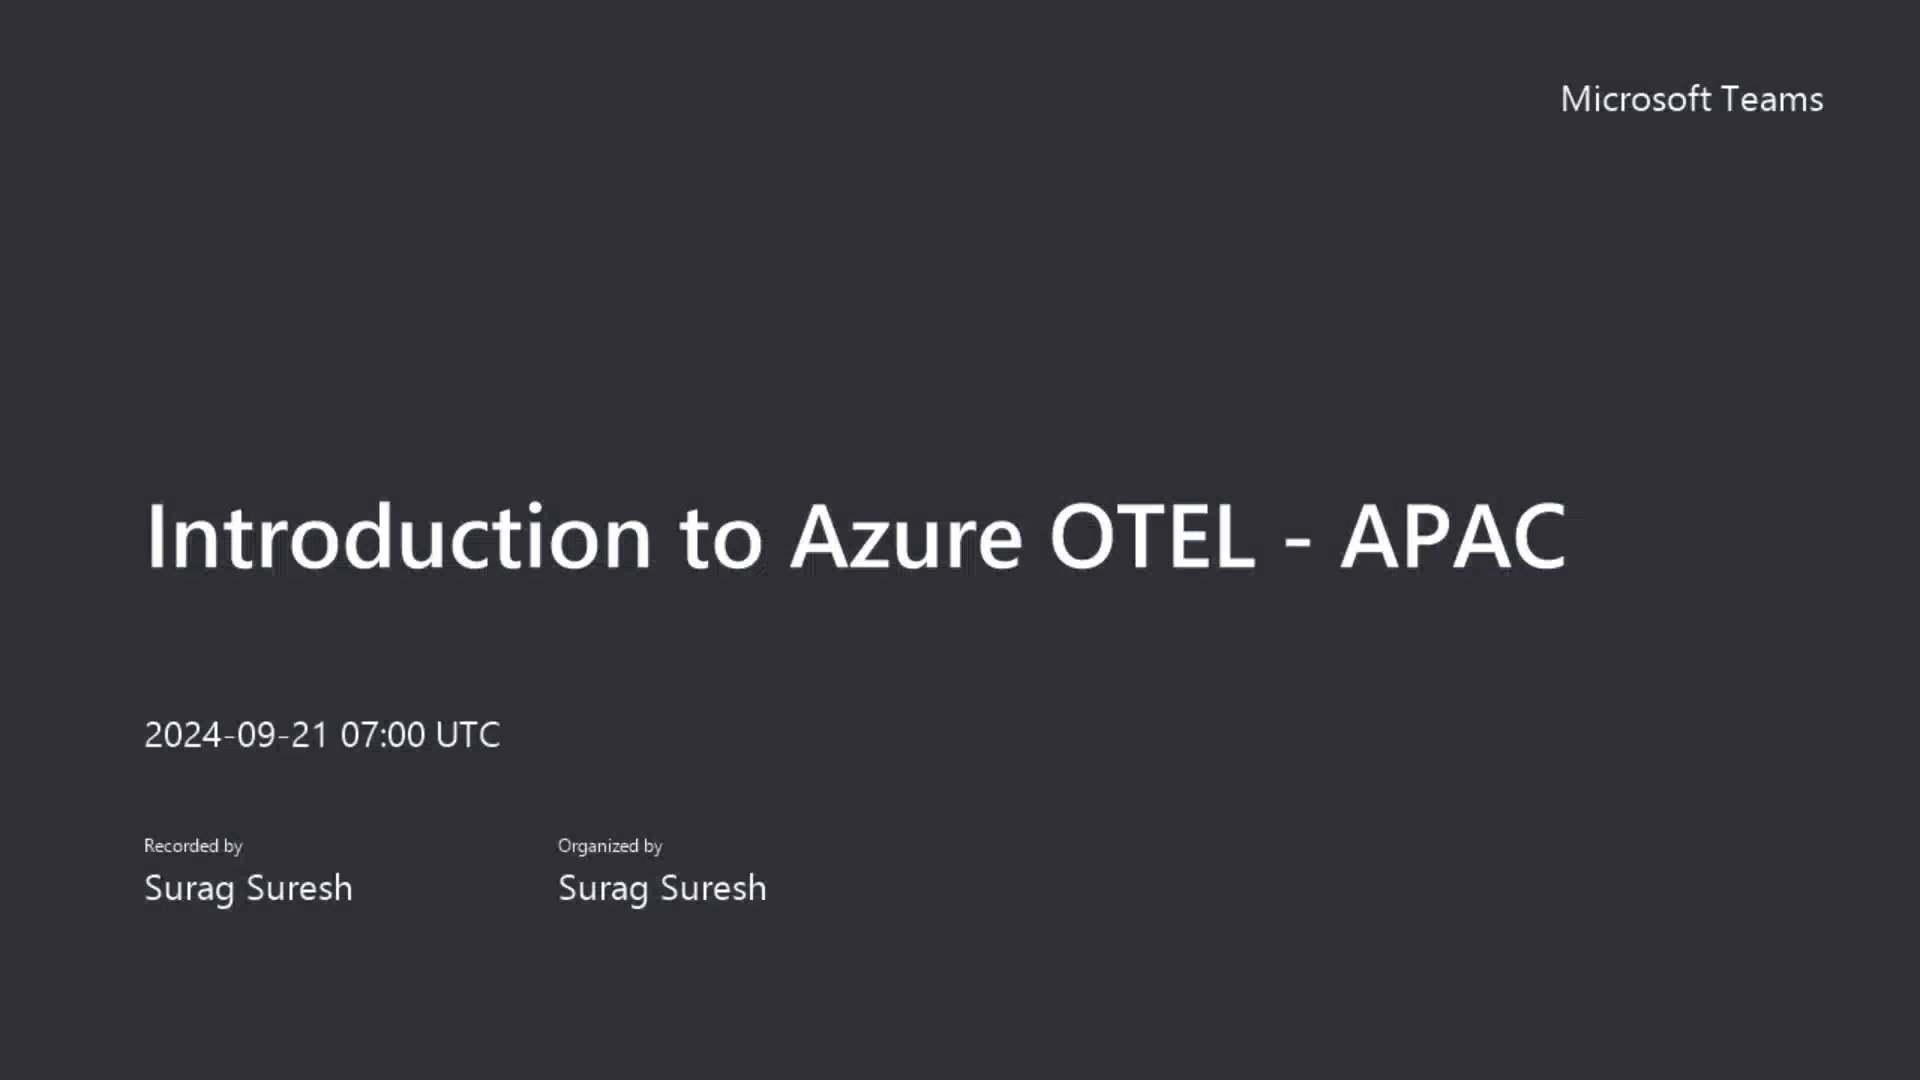 Microsoft Teams
Introduction to Azure OTEL - APAC
2024-09-21 07:00 UTC
Recorded by
Organized by
Surag Suresh
Surag Suresh